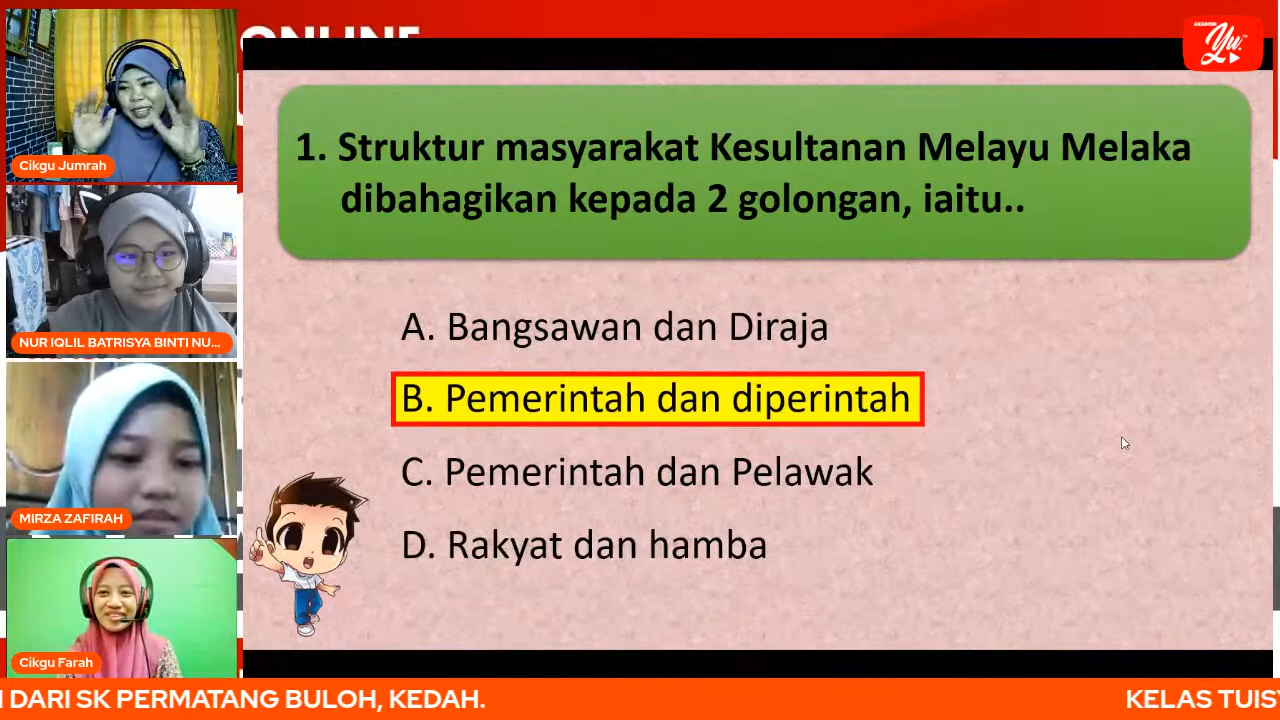 ONLINE
AKADEMI
Yu.
Cikgu Jumrah
NUR IQLIL BATRISYA BINTI NU...
MIRZA ZAFIRAH
Cikgu Farah
1. Struktur masyarakat Kesultanan Melayu Melaka
dibahagikan kepada 2 golongan, iaitu..
A. Bangsawan dan Diraja
B. Pemerintah dan diperintah
C. Pemerintah dan Pelawak
D. Rakyat dan hamba
DARI SK PERMATANG BULOH, KEDAH.
KELAS TUIS